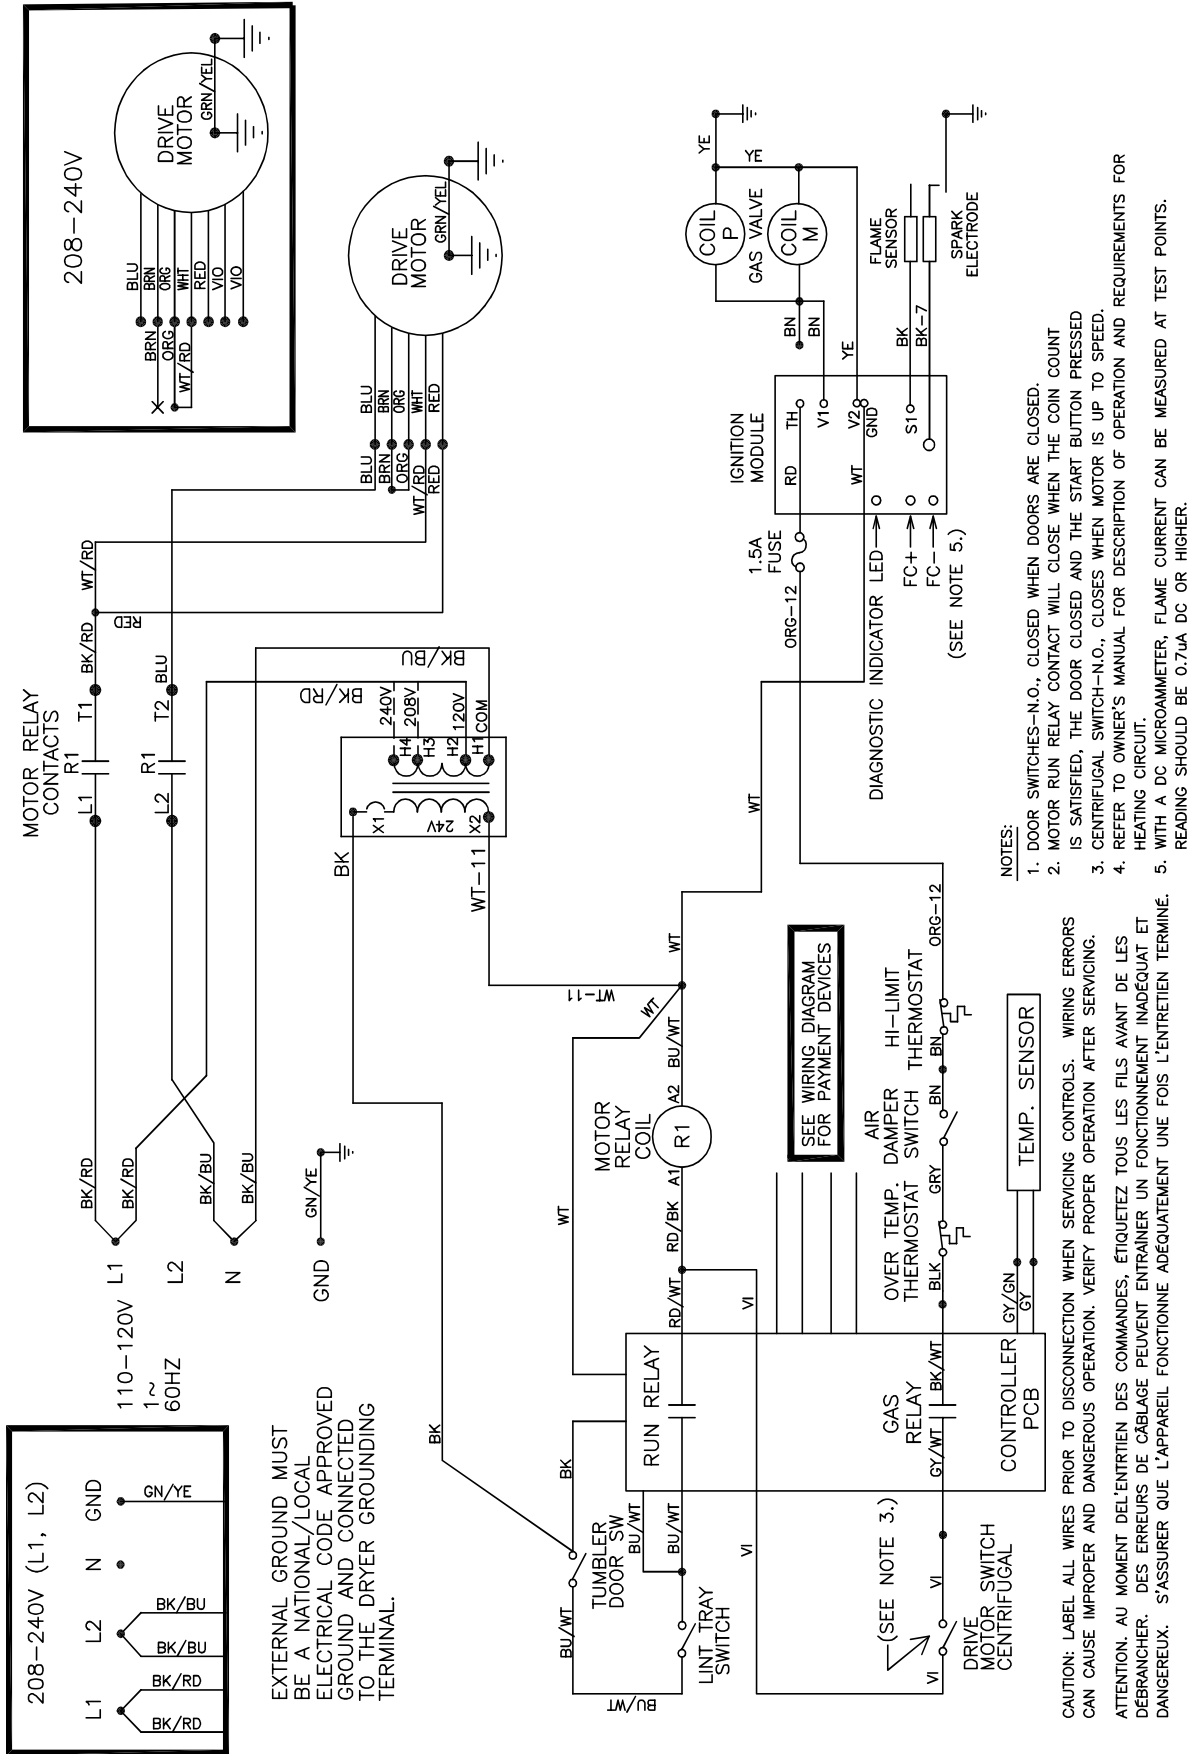 208-240V (L1, L2)
L1
L2
N
GND
BK/RD
BK/RD
BK/BU
BK/BU
GN/YE
110-120V
1~
60HZ
L1
L2
N
GND
BK/RD
BK/RD
BK/BU
BK/BU
GN/YE
EXTERNAL GROUND MUST
BE A NATIONAL/LOCAL
ELECTRICAL CODE APPROVED
GROUND AND CONNECTED
TO THE DRYER GROUNDING
TERMINAL.
MOTOR RELAY
CONTACTS
L1
R1
T1
BK/RD
WT/RD
RED
L2
R1
T2
BLU
208-240V
DRIVE
MOTOR
GRN/YEL
BLU
BRN
ORG
WHT
RED
VIO
VIO
BRN
ORG
WT/RD
DRIVE
MOTOR
GRN/YEL
BLU
BRN
ORG
WHT
RED
BLU
BRN
ORG
WT/RD
RED
BK/RD
BK/BU
240V
208V
120V
COM
H4
H3
H2
H1
X1
24V
X2
BK
WT-11
WT-11
BK
WT
WT
WT
WT
BU/WT
A2
MOTOR
RELAY
COIL
R1
A1
RD/BK
RD/WT
VI
RUN RELAY
BK
BU/WT
BU/WT
TUMBLER
DOOR SW
BU/WT
BU/WT
LINT TRAY
SWITCH
VI
(SEE NOTE 3.)
DRIVE
MOTOR SWITCH
CENTRIFUGAL
VI
VI
GAS
RELAY
GY/WT
BK/WT
CONTROLLER
PCB
SEE WIRING DIAGRAM
FOR PAYMENT DEVICES
OVER TEMP.
THERMOSTAT
BLK
GRY
AIR
DAMPER
SWITCH
BN
BN
HI-LIMIT
THERMOSTAT
ORG-12
GY/GN
GY
TEMP. SENSOR
ORG-12
1.5A
FUSE
IGNITION
MODULE
RD
TH
V1
V2
GND
WT
S1
DIAGNOSTIC INDICATOR LED
FC+
FC-
(SEE NOTE 5.)
BN
BN
YE
BK
BK-7
COIL
P
GAS VALVE
COIL
M
YE
YE
FLAME
SENSOR
SPARK
ELECTRODE
NOTES:
1. DOOR SWITCHES-N.O., CLOSED WHEN DOORS ARE CLOSED.
2. MOTOR RUN RELAY CONTACT WILL CLOSE WHEN THE COIN COUNT
IS SATISFIED, THE DOOR CLOSED AND THE START BUTTON PRESSED
3. CENTRIFUGAL SWITCH-N.O., CLOSES WHEN MOTOR IS UP TO SPEED.
4. REFER TO OWNER'S MANUAL FOR DESCRIPTION OF OPERATION AND REQUIREMENTS FOR
HEATING CIRCUIT.
5. WITH A DC MICROAMMETER, FLAME CURRENT CAN BE MEASURED AT TEST POINTS.
READING SHOULD BE 0.7uA DC OR HIGHER.
CAUTION: LABEL ALL WIRES PRIOR TO DISCONNECTION WHEN SERVICING CONTROLS. WIRING ERRORS
CAN CAUSE IMPROPER AND DANGEROUS OPERATION. VERIFY PROPER OPERATION AFTER SERVICING.
ATTENTION. AU MOMENT DEL'ENTRTIEN DES COMMANDES, ÉTIQUETEZ TOUS LES FILS AVANT DE LES
DÉBRANCHER. DES ERREURS DE CÂBLAGE PEUVENT ENTRAÎNER UN FONCTIONNEMENT INADÉQUAT ET
DANGEREUX. S'ASSURER QUE L'APPAREIL FONCTIONNE ADÉQUATEMENT UNE FOIS L'ENTRETIEN TERMINÉ.